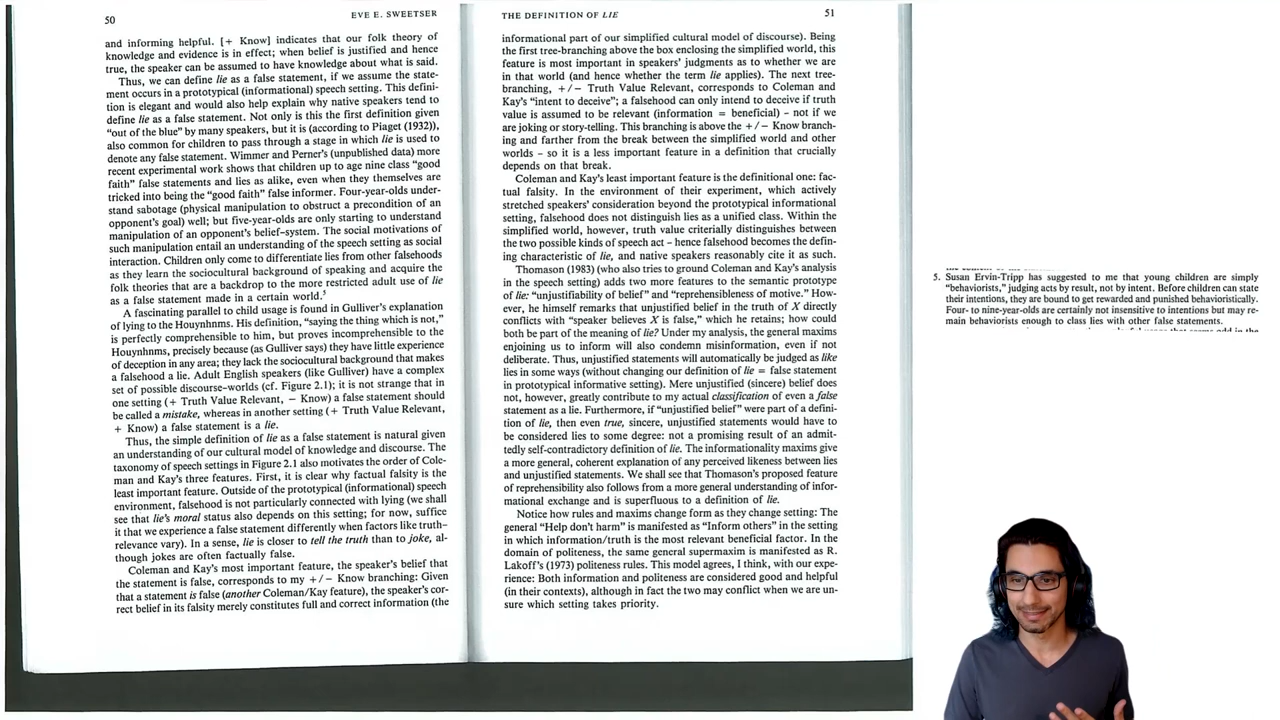 50
EVE E. SWEETSER
and informing helpful. [+ Know] indicates that our folk theory of
knowledge and evidence is in effect; when belief is justified and hence
true, the speaker can be assumed to have knowledge about what is said.
Thus, we can define lie as a false statement, if we assume the state-
ment occurs in a prototypical (informational) speech setting. This defini-
tion is elegant and would also help explain why native speakers tend to
define lie as a false statement. Not only is this the first definition given
"out of the blue" by many speakers, but it is (according to Piaget (1932)),
also common for children to pass through a stage in which lie is used to
denote any false statement. Wimmer and Perner's (unpublished data) more
recent experimental work shows that children up to age nine class "good
faith" false statements and lies as alike, even when they themselves are
tricked into being the "good faith" false informer. Four-year-olds under-
stand sabotage (physical manipulation to obstruct a precondition of an
opponent's goal) well; but five-year-olds are only starting to understand
manipulation of an opponent's belief-system. The social motivations of
such manipulation entail an understanding of the speech setting as social
interaction. Children only come to differentiate lies from other falsehoods
as they learn the sociocultural background of speaking and acquire the
folk theories that are a backdrop to the more restricted adult use of lie
as a false statement made in a certain world.5
A fascinating parallel to child usage is found in Gulliver's explanation
of lying to the Houynhnms. His definition, "saying the thing which is not,"
is perfectly comprehensible to him, but proves incomprehensible to the
Houynhnms, precisely because (as Gulliver says) they have little experience
of deception in any area; they lack the sociocultural background that makes
a falsehood a lie. Adult English speakers (like Gulliver) have a complex
set of possible discourse-worlds (cf. Figure 2.1); it is not strange that in
one setting (+ Truth Value Relevant, – Know) a false statement should
be called a mistake, whereas in another setting (+ Truth Value Relevant,
+ Know) a false statement is a lie.
Thus, the simple definition of lie as a false statement is natural given
an understanding of our cultural model of knowledge and discourse. The
taxonomy of speech settings in Figure 2.1 also motivates the order of Cole-
man and Kay's three features. First, it is clear why factual falsity is the
least important feature. Outside of the prototypical (informational) speech
environment, falsehood is not particularly connected with lying (we shall
see that lie's moral status also depends on this setting; for now, suffice
it that we experience a false statement differently when factors like truth-
relevance vary). In a sense, lie is closer to tell the truth than to joke, al-
though jokes are often factually false.
Coleman and Kay's most important feature, the speaker's belief that
the statement is false, corresponds to my +/– Know branching: Given
that a statement is false (another Coleman/Kay feature), the speaker's cor-
rect belief in its falsity merely constitutes full and correct information (the
THE DEFINITION OF LIE
51
informational part of our simplified cultural model of discourse). Being
the first tree-branching above the box enclosing the simplified world, this
feature is most important in speakers' judgments as to whether we are
in that world (and hence whether the term lie applies). The next tree-
branching, +/– Truth Value Relevant, corresponds to Coleman and
Kay's "intent to deceive"; a falsehood can only intend to deceive if truth
value is assumed to be relevant (information = beneficial) – not if we
are joking or story-telling. This branching is above the +/– Know branch-
ing and farther from the break between the simplified world and other
worlds – so it is a less important feature in a definition that crucially
depends on that break.
Coleman and Kay's least important feature is the definitional one: fac-
tual falsity. In the environment of their experiment, which actively
stretched speakers' consideration beyond the prototypical informational
setting, falsehood does not distinguish lies as a unified class. Within the
simplified world, however, truth value criterially distinguishes between
the two possible kinds of speech act – hence falsehood becomes the defin-
ing characteristic of lie, and native speakers reasonably cite it as such.
Thomason (1983) (who also tries to ground Coleman and Kay's analysis
in the speech setting) adds two more features to the semantic prototype
of lie: "unjustifiability of belief" and "reprehensibleness of motive." How-
ever, he himself remarks that unjustified belief in the truth of X directly
conflicts with "speaker believes X is false," which he retains; how could
both be part of the meaning of lie? Under my analysis, the general maxims
enjoining us to inform will also condemn misinformation, even if not
deliberate. Thus, unjustified statements will automatically be judged as like
lies in some ways (without changing our definition of lie = false statement
in prototypical informative setting). Mere unjustified (sincere) belief does
not, however, greatly contribute to my actual classification of even a false
statement as a lie. Furthermore, if "unjustified belief" were part of a defini-
tion of lie, then even true, sincere, unjustified statements would have to
be considered lies to some degree: not a promising result of an admit-
tedly self-contradictory definition of lie. The informationality maxims give
a more general, coherent explanation of any perceived likeness between lies
and unjustified statements. We shall see that Thomason's proposed feature
of reprehensibility also follows from a more general understanding of infor-
mational exchange and is superfluous to a definition of lie.
Notice how rules and maxims change form as they change setting: The
general "Help don't harm" is manifested as "Inform others" in the setting
in which information/truth is the most relevant beneficial factor. In the
domain of politeness, the same general supermaxim is manifested as R.
Lakoff's (1973) politeness rules. This model agrees, I think, with our expe-
rience: Both information and politeness are considered good and helpful
(in their contexts), although in fact the two may conflict when we are un-
sure which setting takes priority.
5. Susan Ervin-Tripp has suggested to me that young children are simply
"behaviorists," judging acts by result, not by intent. Before children can state
their intentions, they are bound to get rewarded and punished behavioristically.
Four- to nine-year-olds are certainly not insensitive to intentions but may re-
main behaviorists enough to class lies with other false statements.